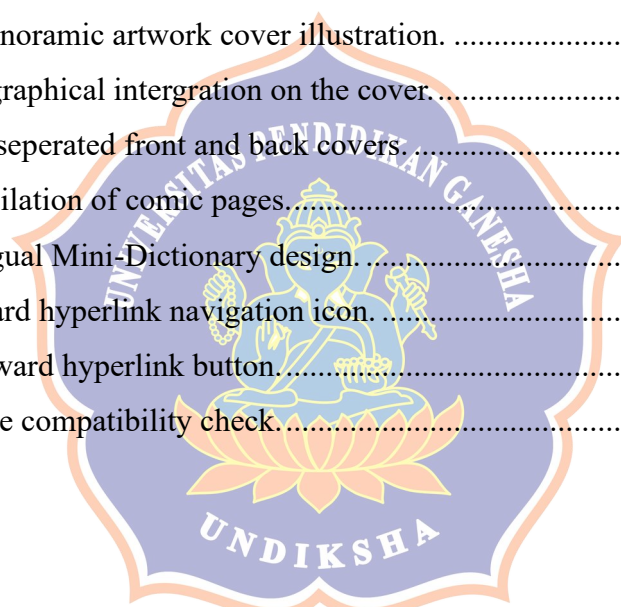 noramic artwork cover illustration. .....................
graphical intergration on the cover........................
seperated front and back covers. ...........................
ilation of comic pages..........................................
gual Mini-Dictionary design. ................................
ard hyperlink navigation icon. ..............................
ward hyperlink button...........................................
e compatibility check...........................................
UNIVERSITAS PENDIDIKAN GANESHA
UNDIKSHA